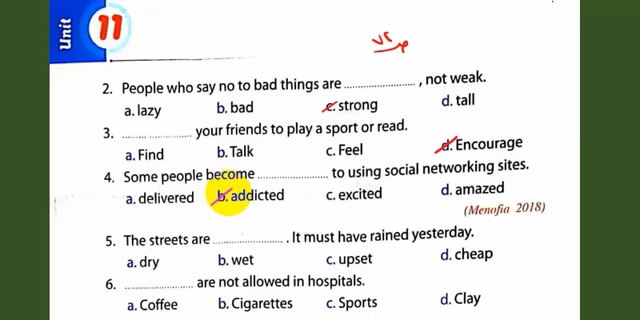 Unit 11
2. People who say no to bad things are ........................ , not weak.
a. lazy b. bad c. strong d. tall
3. ........................ your friends to play a sport or read.
a. Find b. Talk c. Feel d. Encourage
4. Some people become ........................ to using social networking sites.
a. delivered b. addicted c. excited d. amazed
(Menofia 2018)
5. The streets are ........................ . It must have rained yesterday.
a. dry b. wet c. upset d. cheap
6. ........................ are not allowed in hospitals.
a. Coffee b. Cigarettes c. Sports d. Clay